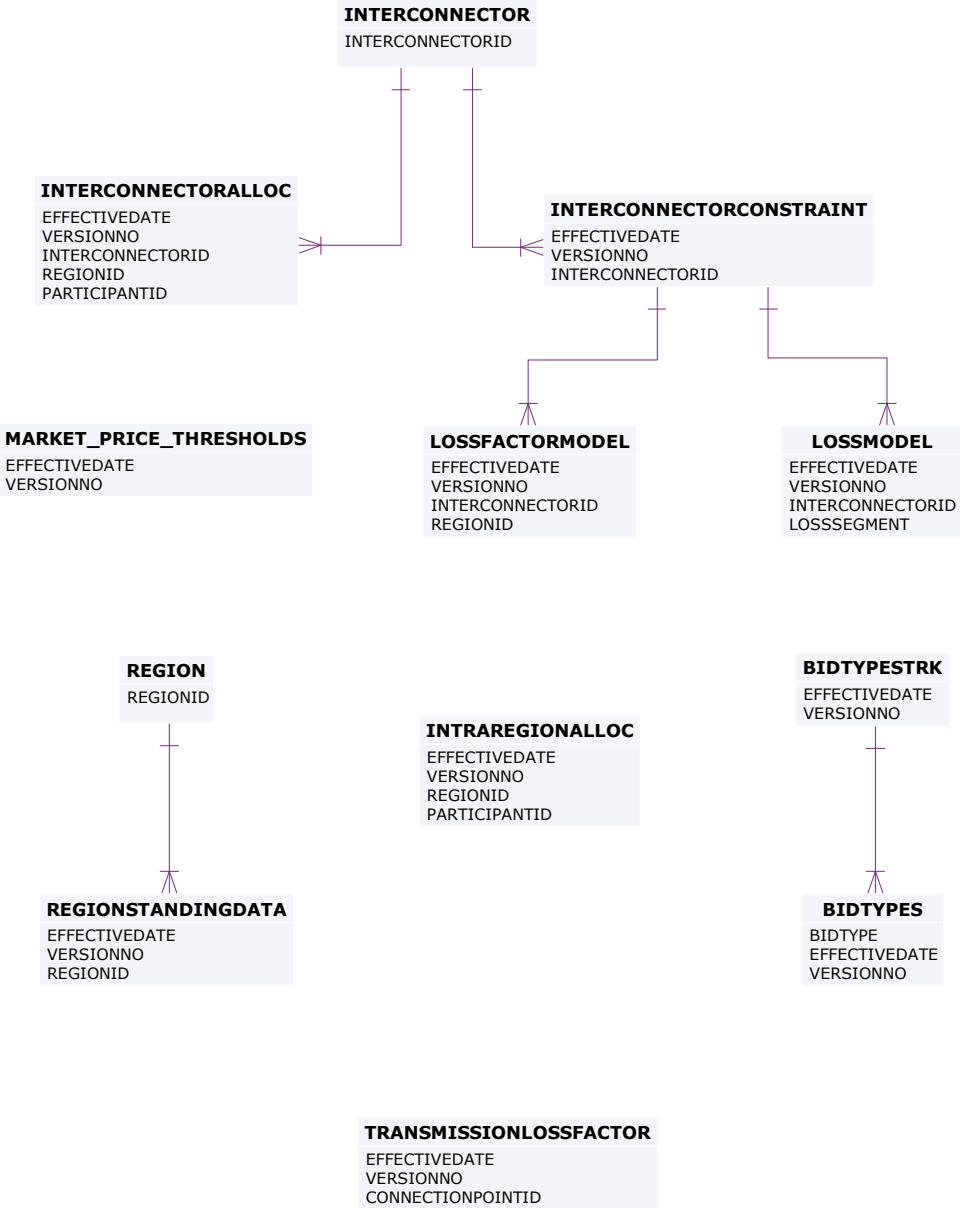 INTERCONNECTOR
INTERCONNECTORID
INTERCONNECTORALLOC
EFFECTIVEDATE
VERSIONNO
INTERCONNECTORID
REGIONID
PARTICIPANTID
INTERCONNECTORCONSTRAINT
EFFECTIVEDATE
VERSIONNO
INTERCONNECTORID
MARKET_PRICE_THRESHOLDS
EFFECTIVEDATE
VERSIONNO
LOSSFACTORMODEL
EFFECTIVEDATE
VERSIONNO
INTERCONNECTORID
REGIONID
LOSSMODEL
EFFECTIVEDATE
VERSIONNO
INTERCONNECTORID
LOSSSEGMENT
REGION
REGIONID
INTRAREGIONALLOC
EFFECTIVEDATE
VERSIONNO
REGIONID
PARTICIPANTID
BIDTYPESTRK
EFFECTIVEDATE
VERSIONNO
REGIONSTANDINGDATA
EFFECTIVEDATE
VERSIONNO
REGIONID
BIDTYPES
BIDTYPE
EFFECTIVEDATE
VERSIONNO
TRANSMISSIONLOSSFACTOR
EFFECTIVEDATE
VERSIONNO
CONNECTIONPOINTID